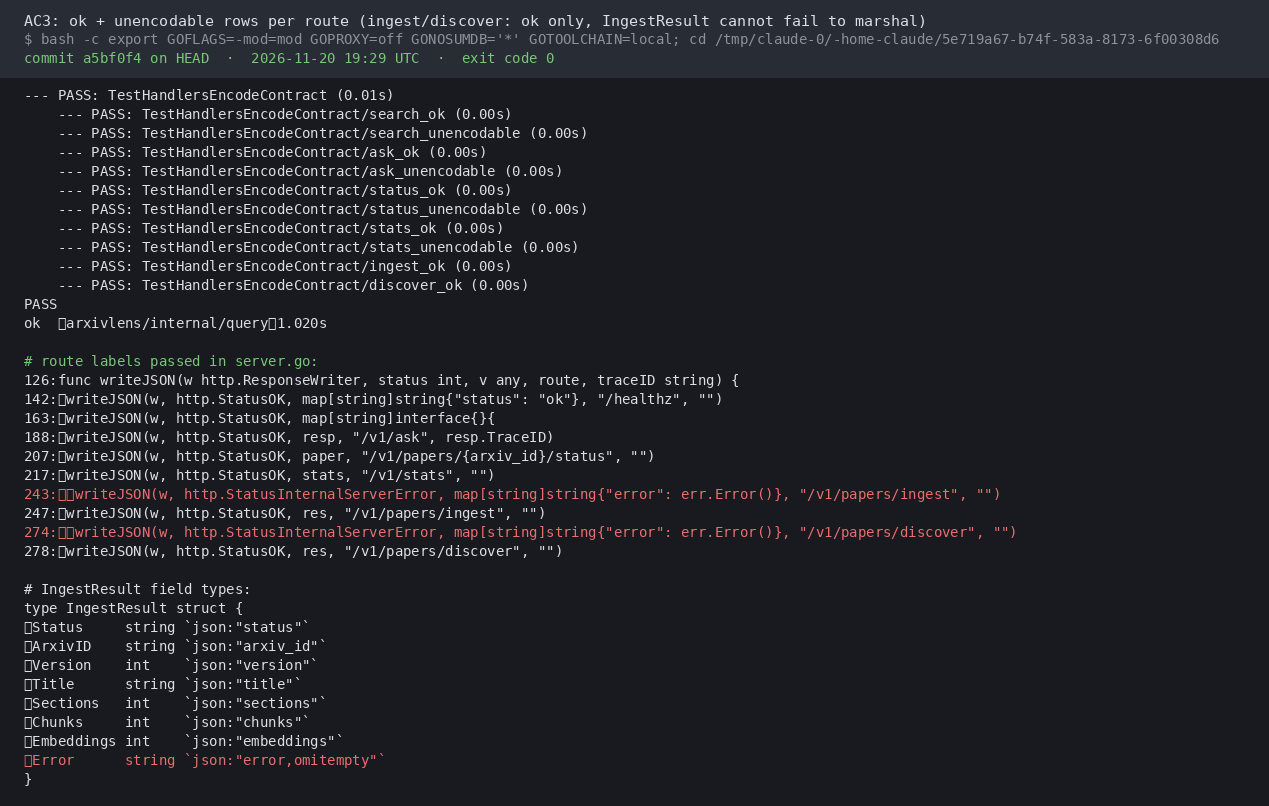 AC3: ok + unencodable rows per route (ingest/discover: ok only, IngestResult cannot fail to marshal)
$ bash -c export GOFLAGS=-mod=mod GOPROXY=off GONOSUMDB='*' GOTOOLCHAIN=local; cd /tmp/claude-0/-home-claude/5e719a67-b74f-583a-8173-6f00308d6
commit a5bf0f4 on HEAD  ·  2026-11-20 19:29 UTC  ·  exit code 0
--- PASS: TestHandlersEncodeContract (0.01s)
    --- PASS: TestHandlersEncodeContract/search_ok (0.00s)
    --- PASS: TestHandlersEncodeContract/search_unencodable (0.00s)
    --- PASS: TestHandlersEncodeContract/ask_ok (0.00s)
    --- PASS: TestHandlersEncodeContract/ask_unencodable (0.00s)
    --- PASS: TestHandlersEncodeContract/status_ok (0.00s)
    --- PASS: TestHandlersEncodeContract/status_unencodable (0.00s)
    --- PASS: TestHandlersEncodeContract/stats_ok (0.00s)
    --- PASS: TestHandlersEncodeContract/stats_unencodable (0.00s)
    --- PASS: TestHandlersEncodeContract/ingest_ok (0.00s)
    --- PASS: TestHandlersEncodeContract/discover_ok (0.00s)
PASS
ok  	arxivlens/internal/query	1.020s
# route labels passed in server.go:
126:func writeJSON(w http.ResponseWriter, status int, v any, route, traceID string) {
142:	writeJSON(w, http.StatusOK, map[string]string{"status": "ok"}, "/healthz", "")
163:	writeJSON(w, http.StatusOK, map[string]interface{}{
188:	writeJSON(w, http.StatusOK, resp, "/v1/ask", resp.TraceID)
207:	writeJSON(w, http.StatusOK, paper, "/v1/papers/{arxiv_id}/status", "")
217:	writeJSON(w, http.StatusOK, stats, "/v1/stats", "")
243:		writeJSON(w, http.StatusInternalServerError, map[string]string{"error": err.Error()}, "/v1/papers/ingest", "")
247:	writeJSON(w, http.StatusOK, res, "/v1/papers/ingest", "")
274:		writeJSON(w, http.StatusInternalServerError, map[string]string{"error": err.Error()}, "/v1/papers/discover", "")
278:	writeJSON(w, http.StatusOK, res, "/v1/papers/discover", "")
# IngestResult field types:
type IngestResult struct {
	Status     string `json:"status"`
	ArxivID    string `json:"arxiv_id"`
	Version    int    `json:"version"`
	Title      string `json:"title"`
	Sections   int    `json:"sections"`
	Chunks     int    `json:"chunks"`
	Embeddings int    `json:"embeddings"`
	Error      string `json:"error,omitempty"`
}